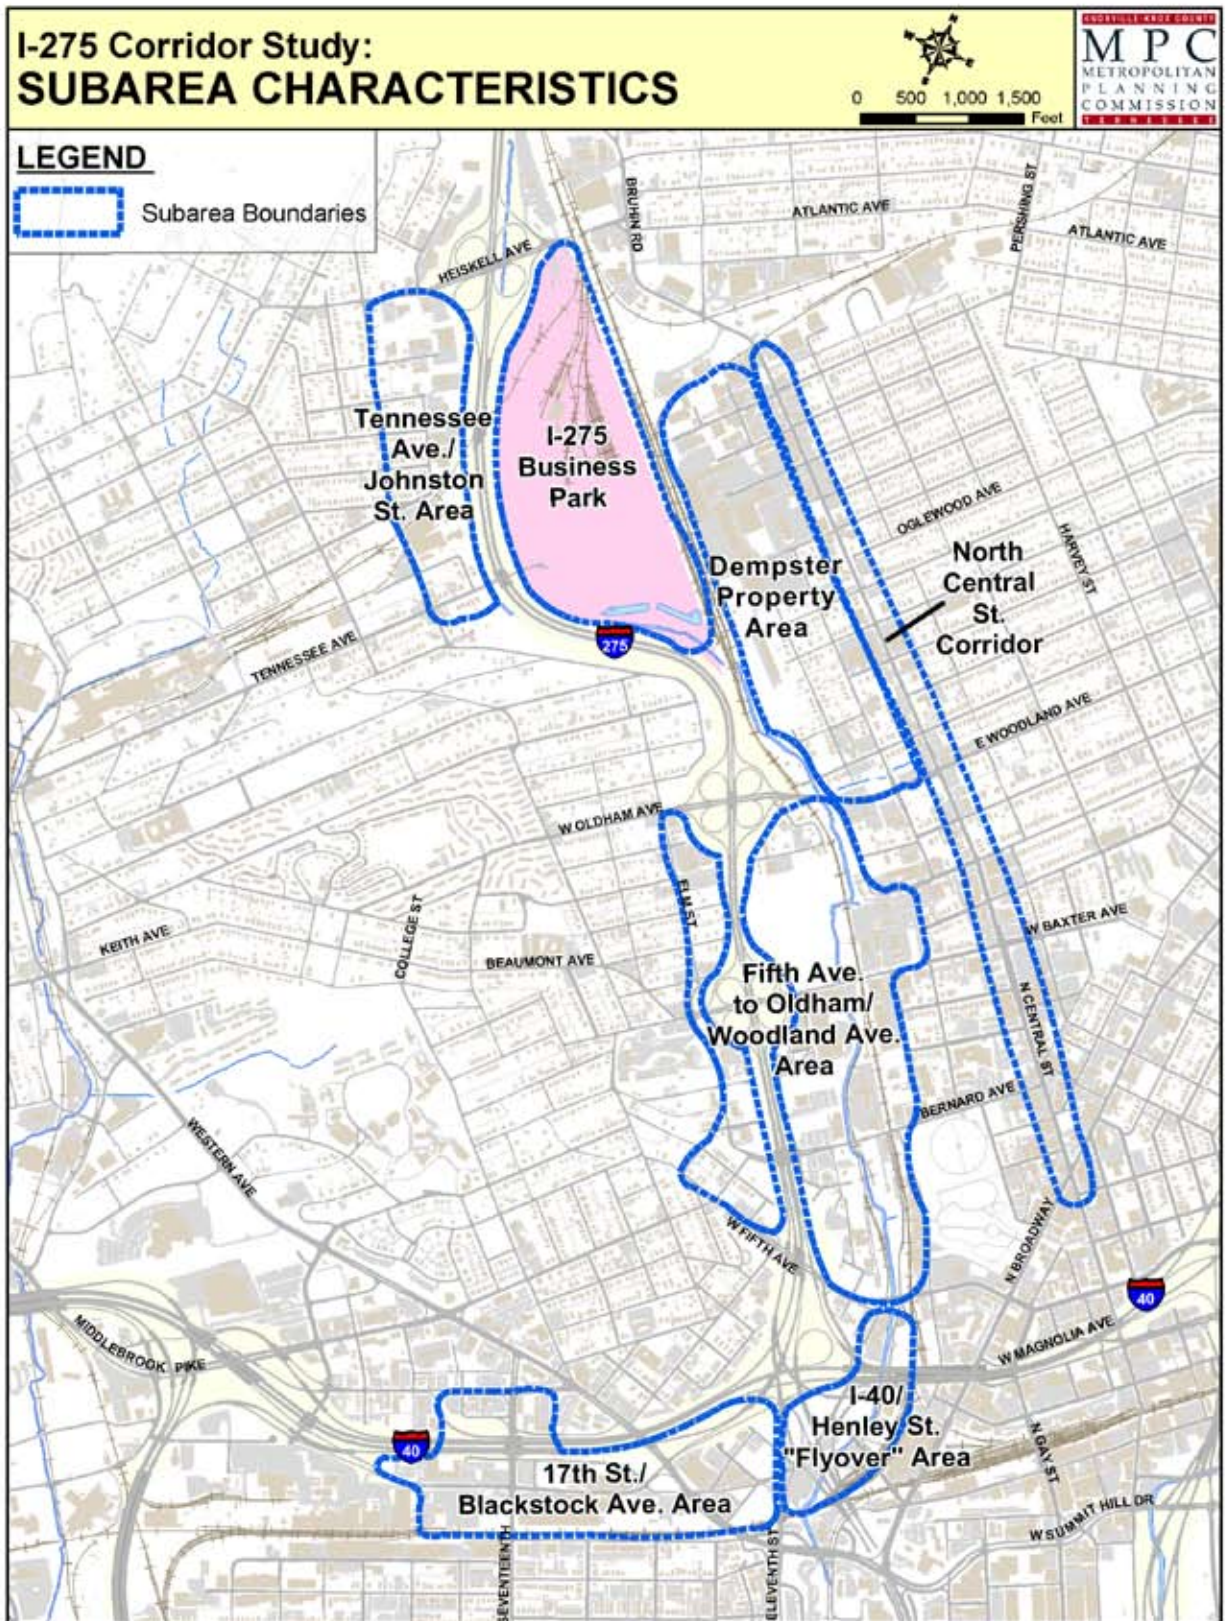 I-275 Corridor Study:
SUBAREA CHARACTERISTICS
0 500 1,000 1,500
Feet
KNOXVILLE·KNOX COUNTY
MPC
METROPOLITAN
PLANNING
COMMISSION
TENNESSEE
LEGEND
Subarea Boundaries
BRUHIN RD
ATLANTIC AVE
PERSHING ST
ATLANTIC AVE
HEISKELL AVE
Tennessee
Ave./
Johnston
St. Area
I-275
Business
Park
OGLEWOOD AVE
HARVEY ST
North
Central
St.
Corridor
Dempster
Property
Area
275
TENNESSEE AVE
E WOODLAND AVE
W OLDHAM AVE
ELM ST
COLLEGE ST
KEITH AVE
BEAUMONT AVE
W BAXTER AVE
Fifth Ave.
to Oldham/
Woodland Ave.
Area
N CENTRAL ST
BERNARD AVE
WESTERN AVE
W FIFTH AVE
N BROADWAY
40
MIDDLEBROOK PIKE
W MAGNOLIA AVE
I-40/
Henley St.
"Flyover" Area
N GAY ST
40
17th St./
Blackstock Ave. Area
W SUMMIT HILL DR
SEVENTEENTH
ELEVENTH ST